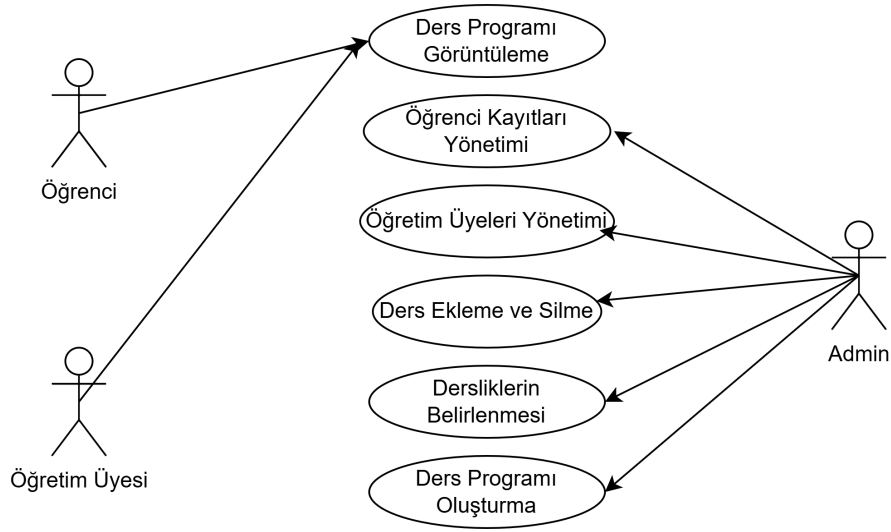 Ders Programı
Görüntüleme
Öğrenci Kayıtları
Yönetimi
Öğrenci
Öğretim Üyeleri Yönetimi
Ders Ekleme ve Silme
Admin
Dersliklerin
Belirlenmesi
Öğretim Üyesi
Ders Programı
Oluşturma